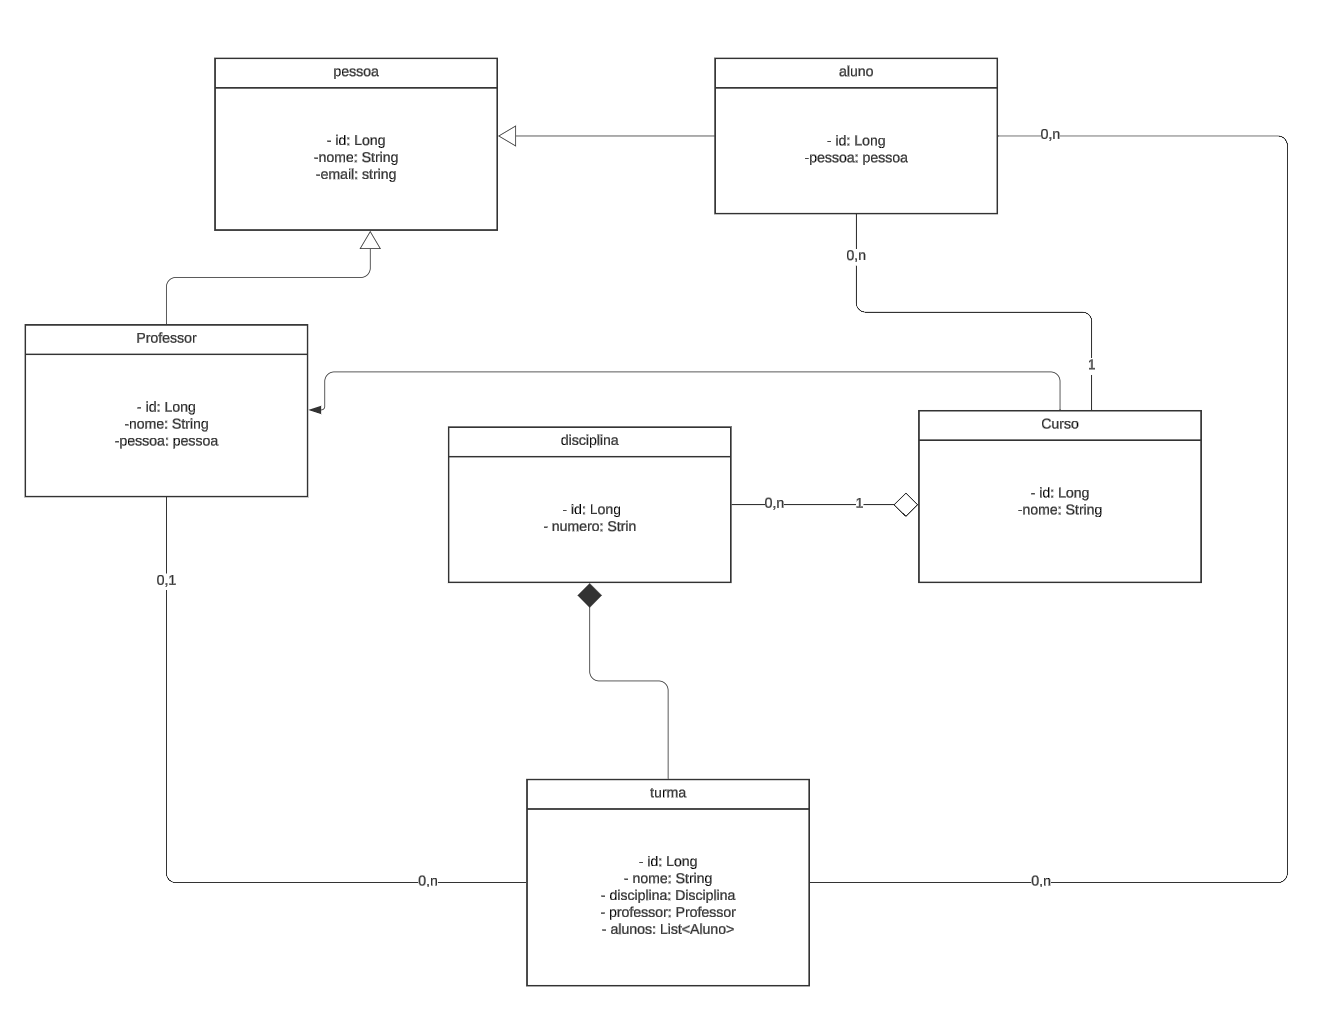 pessoa
- id: Long
-nome: String
-email: string
aluno
- id: Long
-pessoa: pessoa
0,n
0,n
1
Professor
- id: Long
-nome: String
-pessoa: pessoa
disciplina
- id: Long
- numero: Strin
0,n
1
Curso
- id: Long
-nome: String
0,1
turma
- id: Long
- nome: String
- disciplina: Disciplina
- professor: Professor
- alunos: List<Aluno>
0,n
0,n